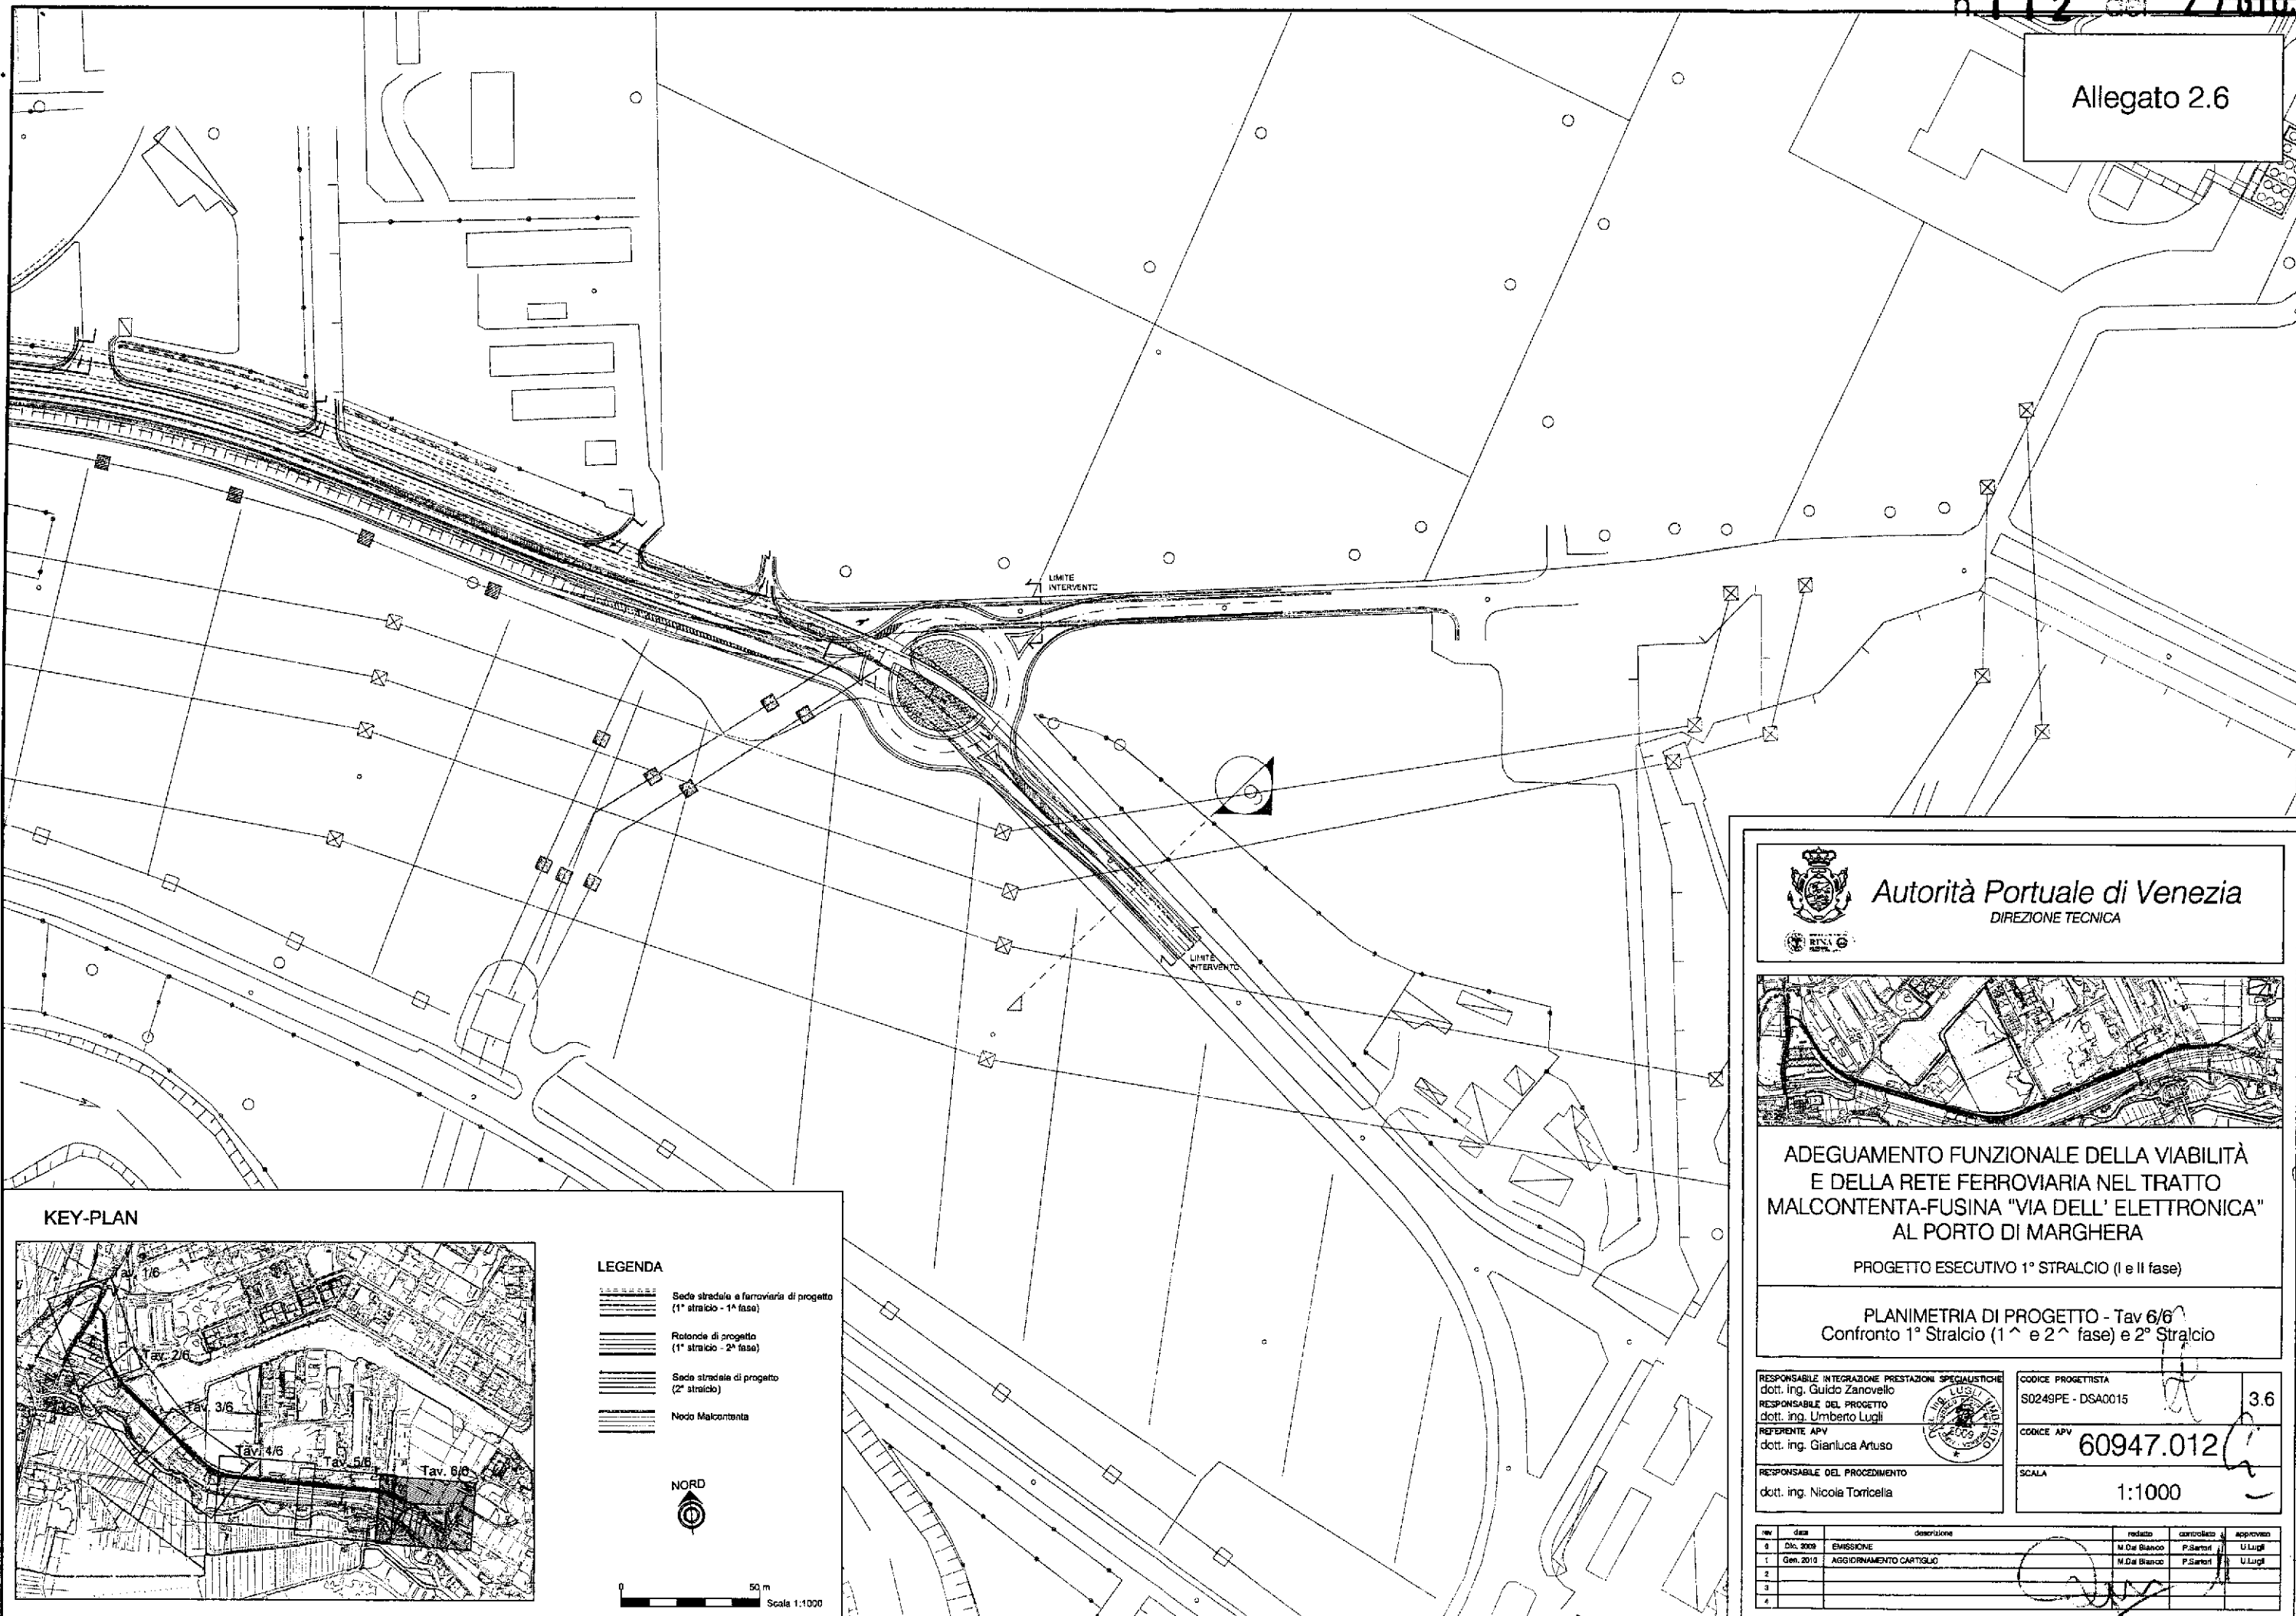 n. 112 del
Allegato 2.6
LIMITE
INTERVENTO
LIMITE
INTERVENTO
9
Autorità Portuale di Venezia
DIREZIONE TECNICA
RINA
ADEGUAMENTO FUNZIONALE DELLA VIABILITÀ
E DELLA RETE FERROVIARIA NEL TRATTO
MALCONTENTA-FUSINA "VIA DELL' ELETTRONICA"
AL PORTO DI MARGHERA
PROGETTO ESECUTIVO 1° STRALCIO (I e II fase)
PLANIMETRIA DI PROGETTO - Tav 6/6
Confronto 1° Stralcio (1^ e 2^ fase) e 2° Stralcio
RESPONSABILE INTEGRAZIONE PRESTAZIONI SPECIALISTICHE
dott. ing. Guido Zanovello
RESPONSABILE DEL PROGETTO
dott. ing. Umberto Lugli
REFERENTE APV
dott. ing. Gianluca Artuso
RESPONSABILE DEL PROCEDIMENTO
dott. ing. Nicola Torricella
CODICE PROGETTISTA
S0249PE - DSA0015
3.6
CODICE APV
60947.012
SCALA
1:1000
rev data descrizione redatto controllato approvato
0 Dic. 2009 EMISSIONE M.Dal Bianco P.Sartori U.Lugli
1 Gen. 2010 AGGIORNAMENTO CARTIGLIO M.Dal Bianco P.Sartori U.Lugli
2
3
4
KEY-PLAN
Tav. 1/6
Tav. 2/6
Tav. 3/6
Tav. 4/6
Tav. 5/6
Tav. 6/6
LEGENDA
Sede stradale e ferroviaria di progetto
(1° stralcio - 1^ fase)
Rotonde di progetto
(1° stralcio - 2^ fase)
Sede stradale di progetto
(2° stralcio)
Nodo Malcontenta
NORD
0 50 m
Scala 1:1000